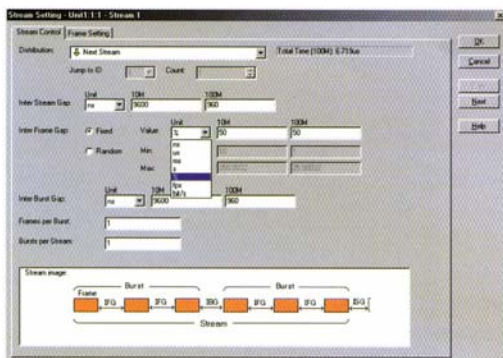 Stream Setting - Unit1:1:1 - Stream 1
Stream Control Frame Setting
Distribution: Next Stream Total Time (100M): 6.719us
Jump to ID: Count:
Unit 10M 100M
Inter Stream Gap: ns 9600 960
Unit 10M 100M
Inter Frame Gap: Fixed Value: % 50 50
Random Min:
Max:
ns
us
ms
s
%
fps
bit/s
Unit 10M 100M
Inter Burst Gap: ns 9600 960
Frames per Burst: 1
Bursts per Stream: 1
OK
Cancel
Next
Help
Stream image:
Burst Burst
Frame
IFG IFG IBG IFG IFG ISG
Stream